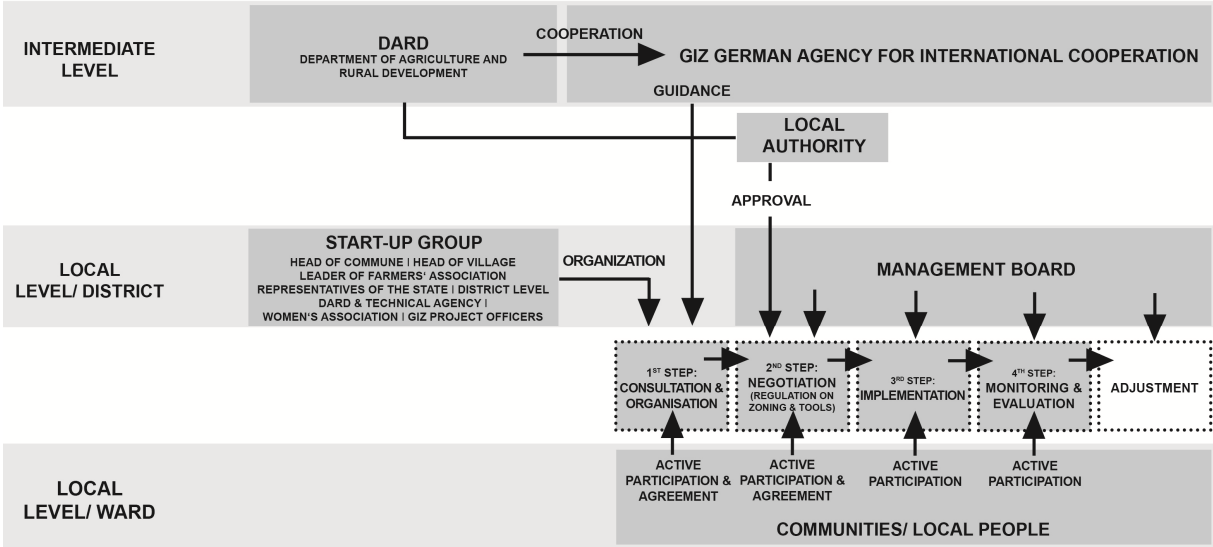 INTERMEDIATE
LEVEL
DARD
DEPARTMENT OF AGRICULTURE AND
RURAL DEVELOPMENT
COOPERATION
GIZ GERMAN AGENCY FOR INTERNATIONAL COOPERATION
GUIDANCE
LOCAL
AUTHORITY
APPROVAL
LOCAL
LEVEL/ DISTRICT
START-UP GROUP
HEAD OF COMMUNE I HEAD OF VILLAGE
LEADER OF FARMERS‘ ASSOCIATION
REPRESENTATIVES OF THE STATE I DISTRICT LEVEL
DARD & TECHNICAL AGENCY I
WOMEN‘S ASSOCIATION I GIZ PROJECT OFFICERS
ORGANIZATION
MANAGEMENT BOARD
1ST STEP:
CONSULTATION &
ORGANISATION
2ND STEP:
NEGOTIATION
(REGULATION ON
ZONING & TOOLS)
3RD STEP:
IMPLEMENTATION
4TH STEP:
MONITORING &
EVALUATION
ADJUSTMENT
LOCAL
LEVEL/ WARD
ACTIVE
PARTICIPATION &
AGREEMENT
ACTIVE
PARTICIPATION &
AGREEMENT
ACTIVE
PARTICIPATION
ACTIVE
PARTICIPATION
COMMUNITIES/ LOCAL PEOPLE